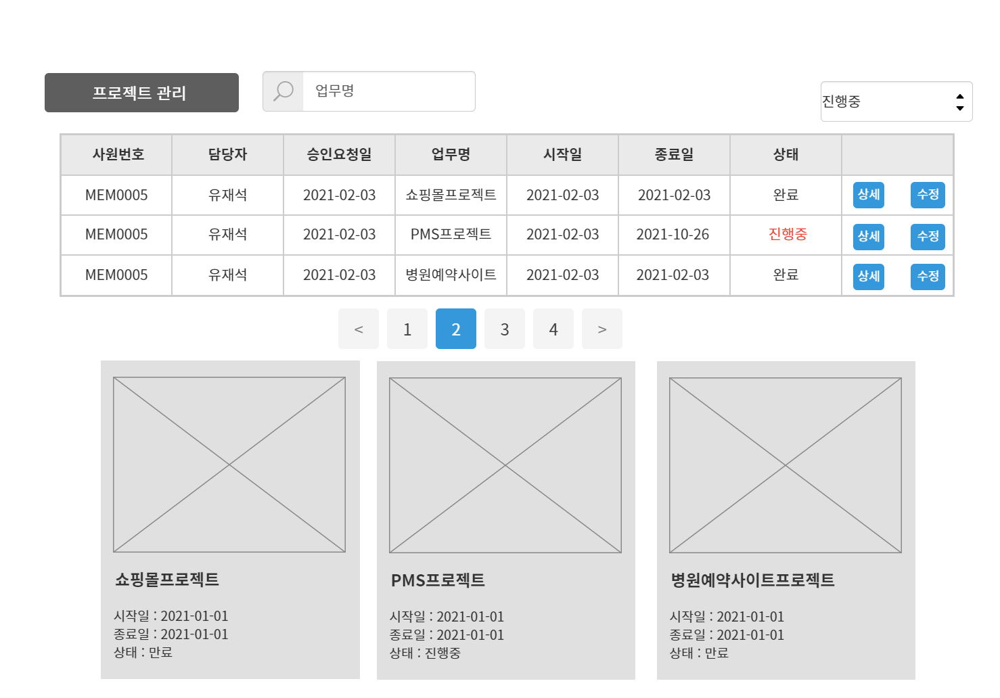 프로젝트 관리
업무명
진행중
사원번호 담당자 승인요청일 업무명 시작일 종료일 상태
MEM0005 유재석 2021-02-03 쇼핑몰프로젝트 2021-02-03 2021-02-03 완료 상세 수정
MEM0005 유재석 2021-02-03 PMS프로젝트 2021-02-03 2021-10-26 진행중 상세 수정
MEM0005 유재석 2021-02-03 병원예약사이트 2021-02-03 2021-02-03 완료 상세 수정
< 1 2 3 4 >
쇼핑몰프로젝트
시작일 : 2021-01-01
종료일 : 2021-01-01
상태 : 만료
PMS프로젝트
시작일 : 2021-01-01
종료일 : 2021-01-01
상태 : 진행중
병원예약사이트프로젝트
시작일 : 2021-01-01
종료일 : 2021-01-01
상태 : 만료